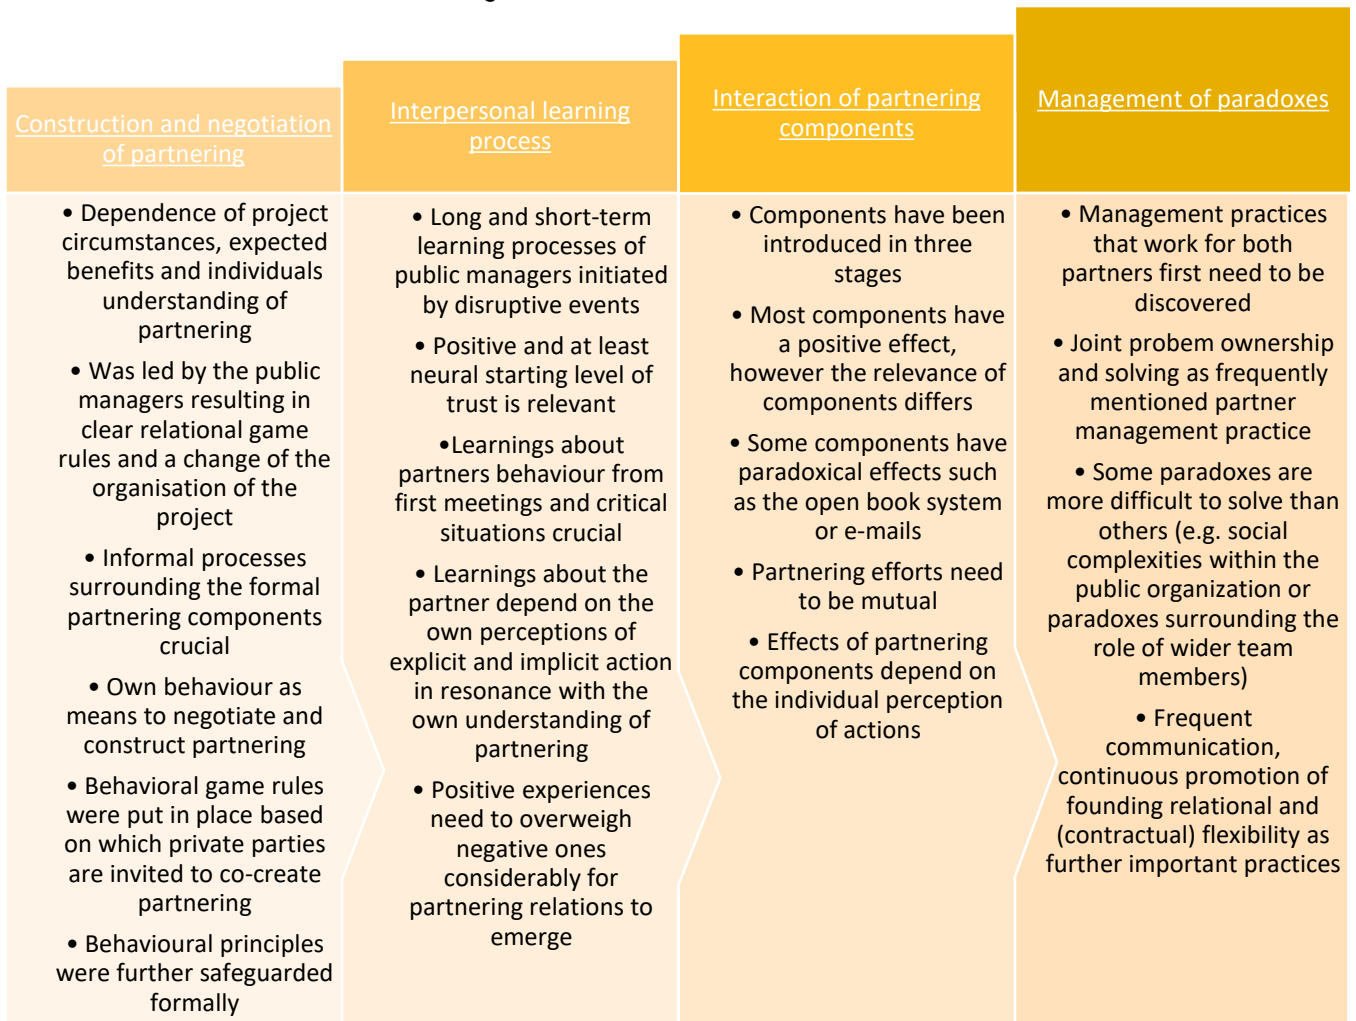 Construction and negotiation
of partnering
• Dependence of project
circumstances, expected
benefits and individuals
understanding of
partnering
• Was led by the public
managers resulting in
clear relational game
rules and a change of the
organisation of the
project
• Informal processes
surrounding the formal
partnering components
crucial
• Own behaviour as
means to negotiate and
construct partnering
• Behavioral game rules
were put in place based
on which private parties
are invited to co-create
partnering
• Behavioural principles
were further safeguarded
formally
Interpersonal learning
process
• Long and short-term
learning processes of
public managers initiated
by disruptive events
• Positive and at least
neural starting level of
trust is relevant
•Learnings about
partners behaviour from
first meetings and critical
situations crucial
• Learnings about the
partner depend on the
own perceptions of
explicit and implicit action
in resonance with the
own understanding of
partnering
• Positive experiences
need to overweigh
negative ones
considerably for
partnering relations to
emerge
Interaction of partnering
components
• Components have been
introduced in three
stages
• Most components have
a positive effect,
however the relevance of
components differs
• Some components have
paradoxical effects such
as the open book system
or e-mails
• Partnering efforts need
to be mutual
• Effects of partnering
components depend on
the individual perception
of actions
Management of paradoxes
• Management practices
that work for both
partners first need to be
discovered
• Joint probem ownership
and solving as frequently
mentioned partner
management practice
• Some paradoxes are
more difficult to solve than
others (e.g. social
complexities within the
public organization or
paradoxes surrounding the
role of wider team
members)
• Frequent
communication,
continuous promotion of
founding relational and
(contractual) flexibility as
further important practices